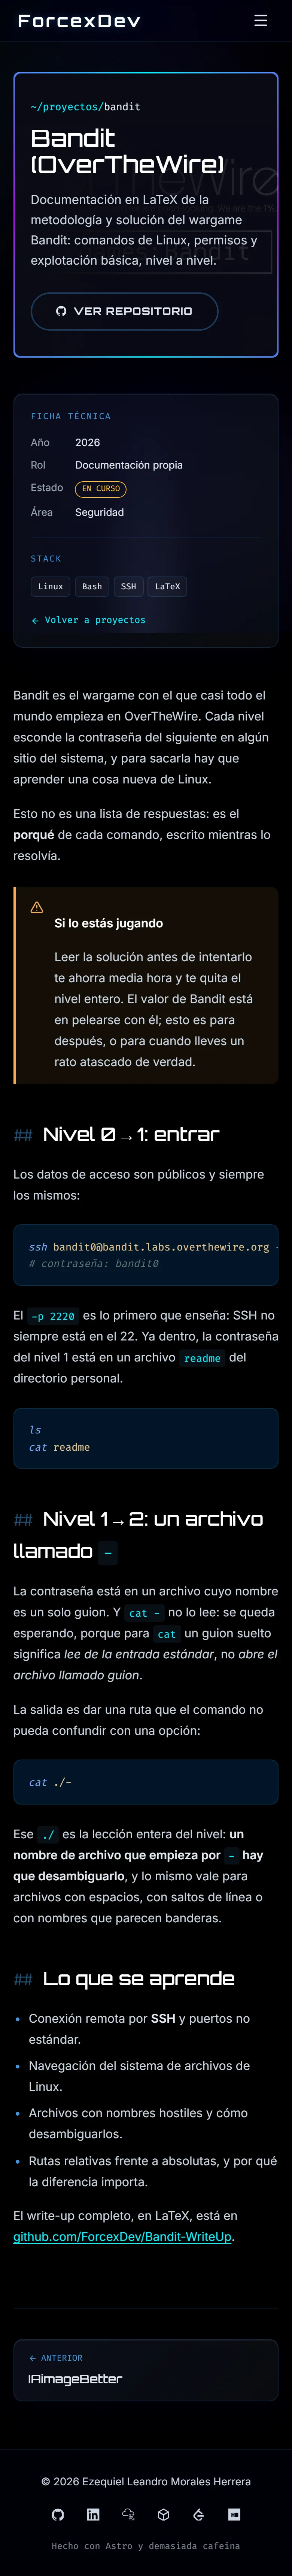 ForcexDev
~/proyectos/bandit
Bandit
(OverTheWire)
Documentación en LaTeX de la
metodología y solución del wargame
Bandit: comandos de Linux, permisos y
explotación básica, nivel a nivel.
VER REPOSITORIO
FICHA TÉCNICA
Año 2026
Rol Documentación propia
Estado EN CURSO
Área Seguridad
STACK
Linux Bash SSH LaTeX
← Volver a proyectos
Bandit es el wargame con el que casi todo el
mundo empieza en OverTheWire. Cada nivel
esconde la contraseña del siguiente en algún
sitio del sistema, y para sacarla hay que
aprender una cosa nueva de Linux.
Esto no es una lista de respuestas: es el
porqué de cada comando, escrito mientras lo
resolvía.
Si lo estás jugando
Leer la solución antes de intentarlo
te ahorra media hora y te quita el
nivel entero. El valor de Bandit está
en pelearse con él; esto es para
después, o para cuando lleves un
rato atascado de verdad.
## Nivel 0→1: entrar
Los datos de acceso son públicos y siempre
los mismos:
ssh bandit0@bandit.labs.overthewire.org
# contraseña: bandit0
El -p 2220 es lo primero que enseña: SSH no
siempre está en el 22. Ya dentro, la contraseña
del nivel 1 está en un archivo readme del
directorio personal.
ls
cat readme
## Nivel 1→2: un archivo
llamado -
La contraseña está en un archivo cuyo nombre
es un solo guion. Y cat - no lo lee: se queda
esperando, porque para cat un guion suelto
significa lee de la entrada estándar, no abre el
archivo llamado guion.
La salida es dar una ruta que el comando no
pueda confundir con una opción:
cat ./-
Ese ./ es la lección entera del nivel: un
nombre de archivo que empieza por - hay
que desambiguarlo, y lo mismo vale para
archivos con espacios, con saltos de línea o
con nombres que parecen banderas.
## Lo que se aprende
Conexión remota por SSH y puertos no
estándar.
Navegación del sistema de archivos de
Linux.
Archivos con nombres hostiles y cómo
desambiguarlos.
Rutas relativas frente a absolutas, y por qué
la diferencia importa.
El write-up completo, en LaTeX, está en
github.com/ForcexDev/Bandit-WriteUp.
← ANTERIOR
IAimageBetter
© 2026 Ezequiel Leandro Morales Herrera
Hecho con Astro y demasiada cafeína